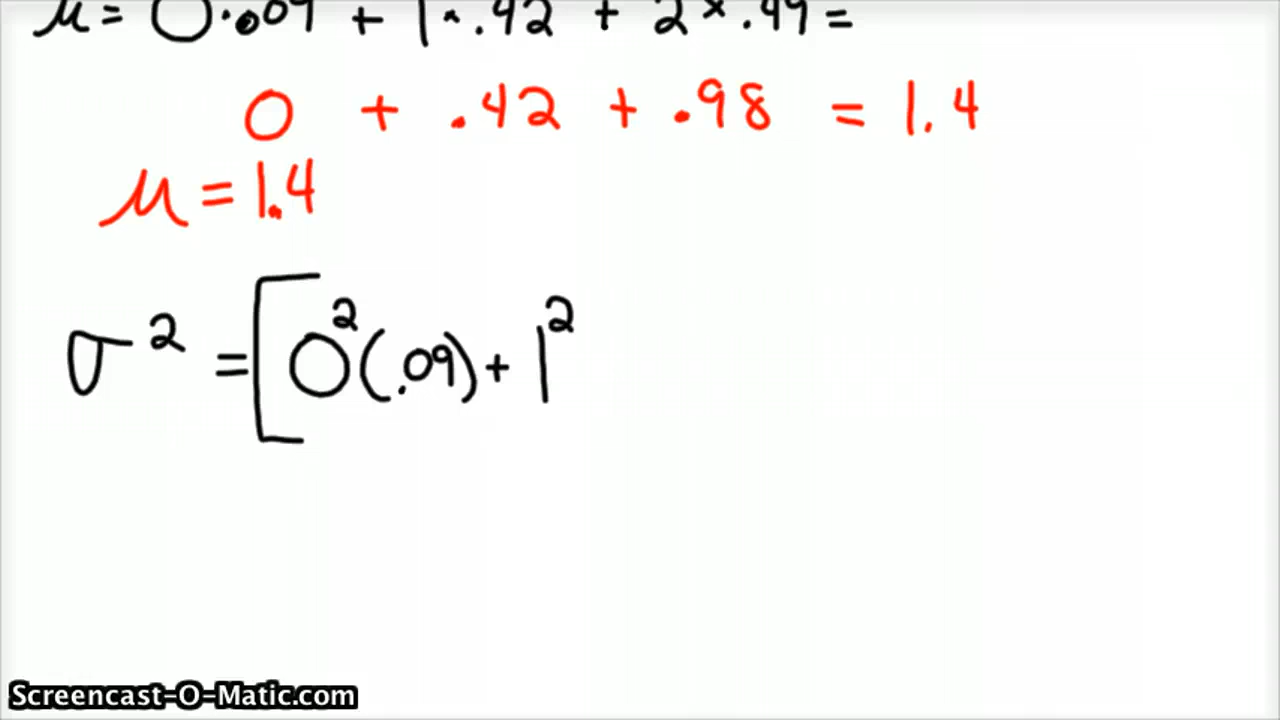 μ = 0·.09 + 1·.42 + 2×.49 =
0 + .42 + .98 = 1.4
μ = 1.4
σ² = [0²(.09) + 1²
Screencast-O-Matic.com